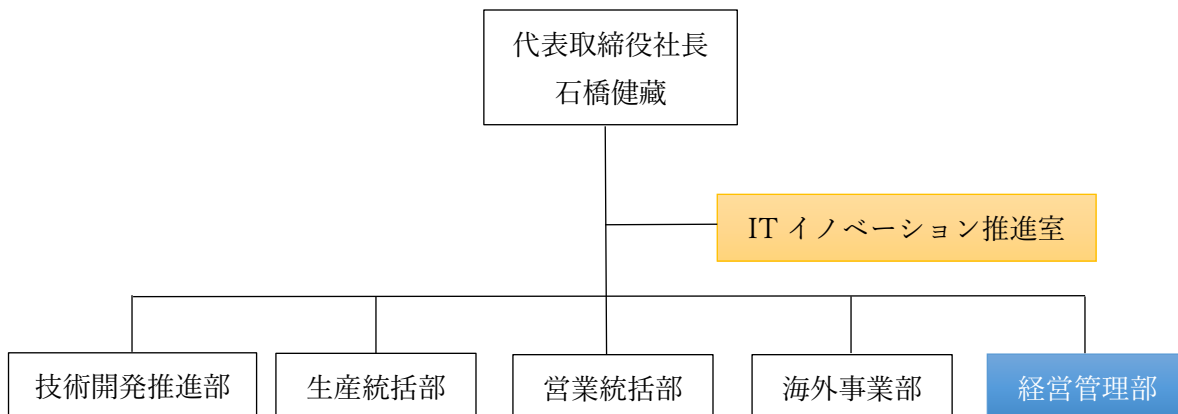 代表取締役社長
石橋健藏
IT イノベーション推進室
技術開発推進部
生産統括部
営業統括部
海外事業部
経営管理部